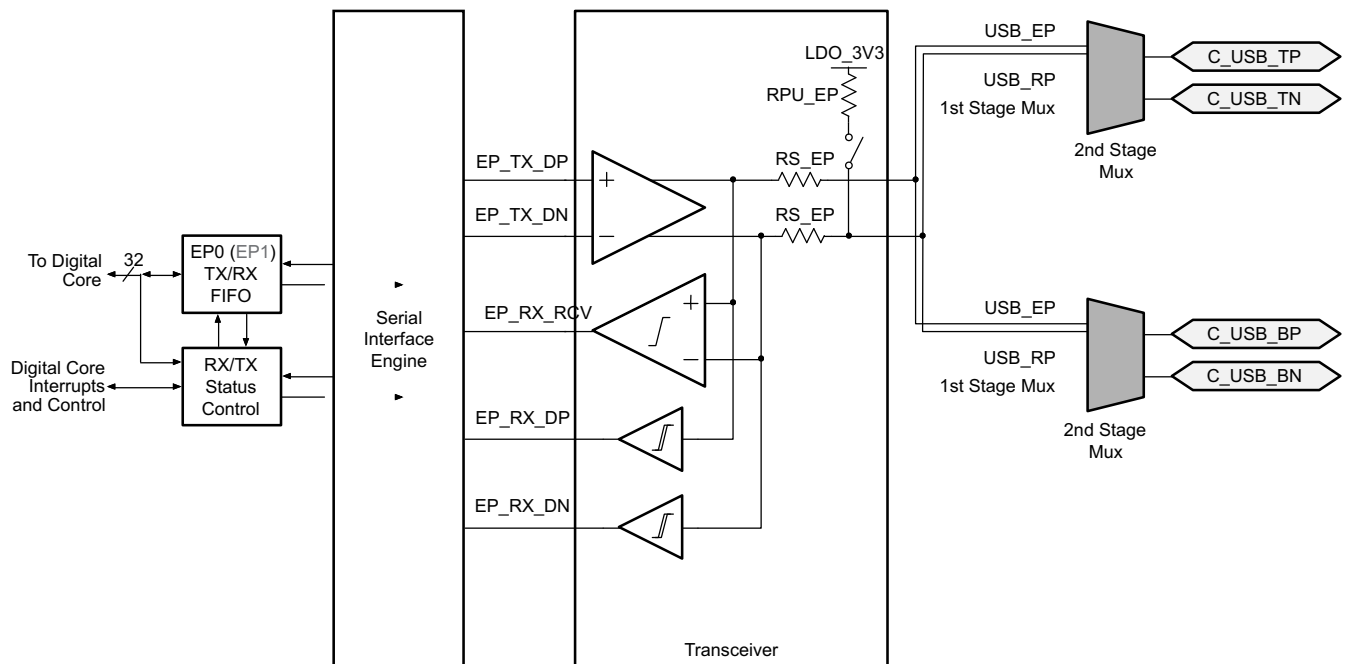 To Digital
Core
32
EP0 (EP1)
TX/RX
FIFO
Digital Core
Interrupts
and Control
RX/TX
Status
Control
Serial
Interface
Engine
EP_TX_DP
EP_TX_DN
EP_RX_RCV
EP_RX_DP
EP_RX_DN
+
−
+
−
LDO_3V3
RPU_EP
RS_EP
RS_EP
Transceiver
USB_EP
USB_RP
1st Stage Mux
2nd Stage
Mux
C_USB_TP
C_USB_TN
USB_EP
USB_RP
1st Stage Mux
2nd Stage
Mux
C_USB_BP
C_USB_BN